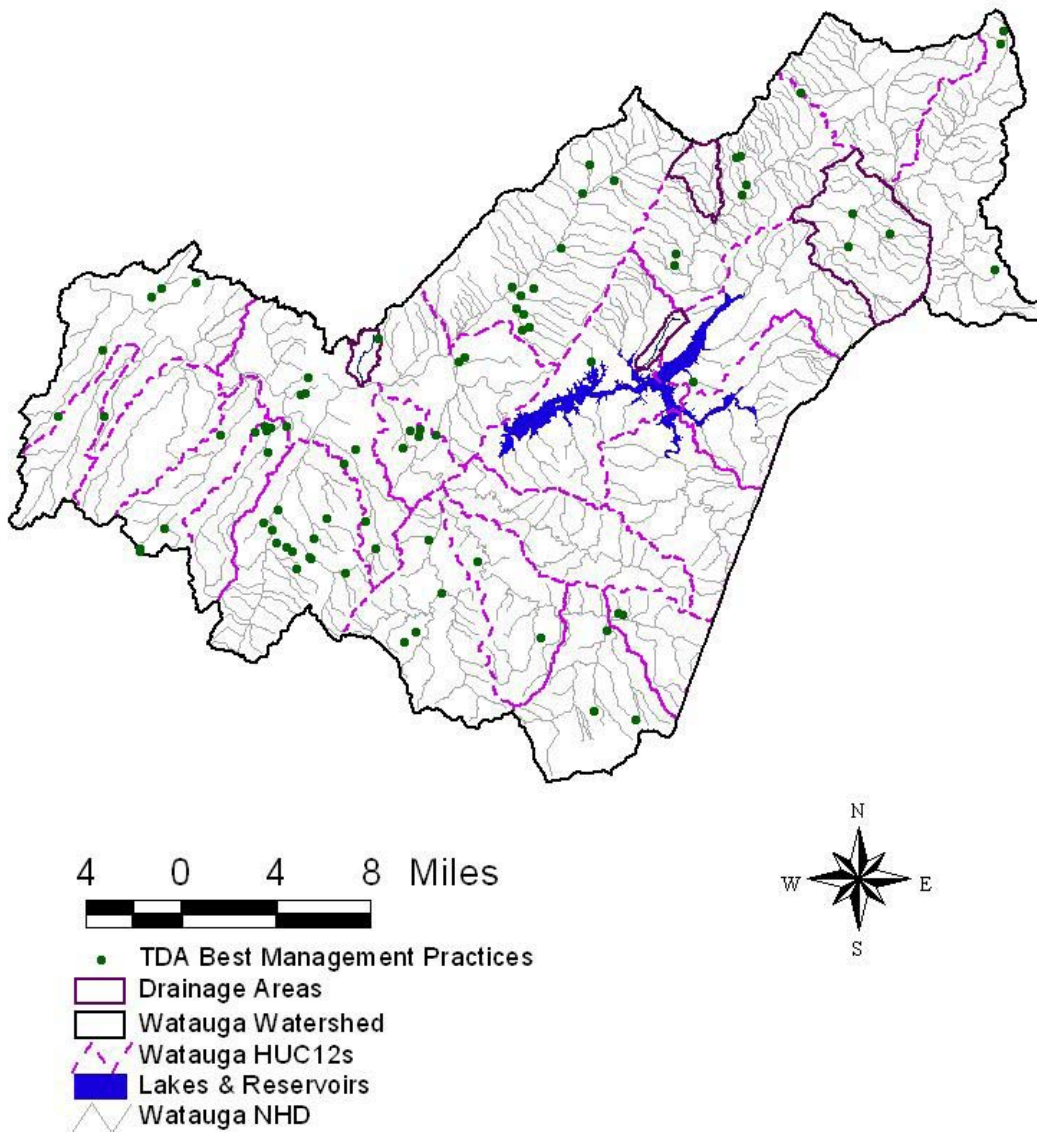 N
W E
S
4 0 4 8 Miles
TDA Best Management Practices
Drainage Areas
Watauga Watershed
Watauga HUC12s
Lakes & Reservoirs
Watauga NHD